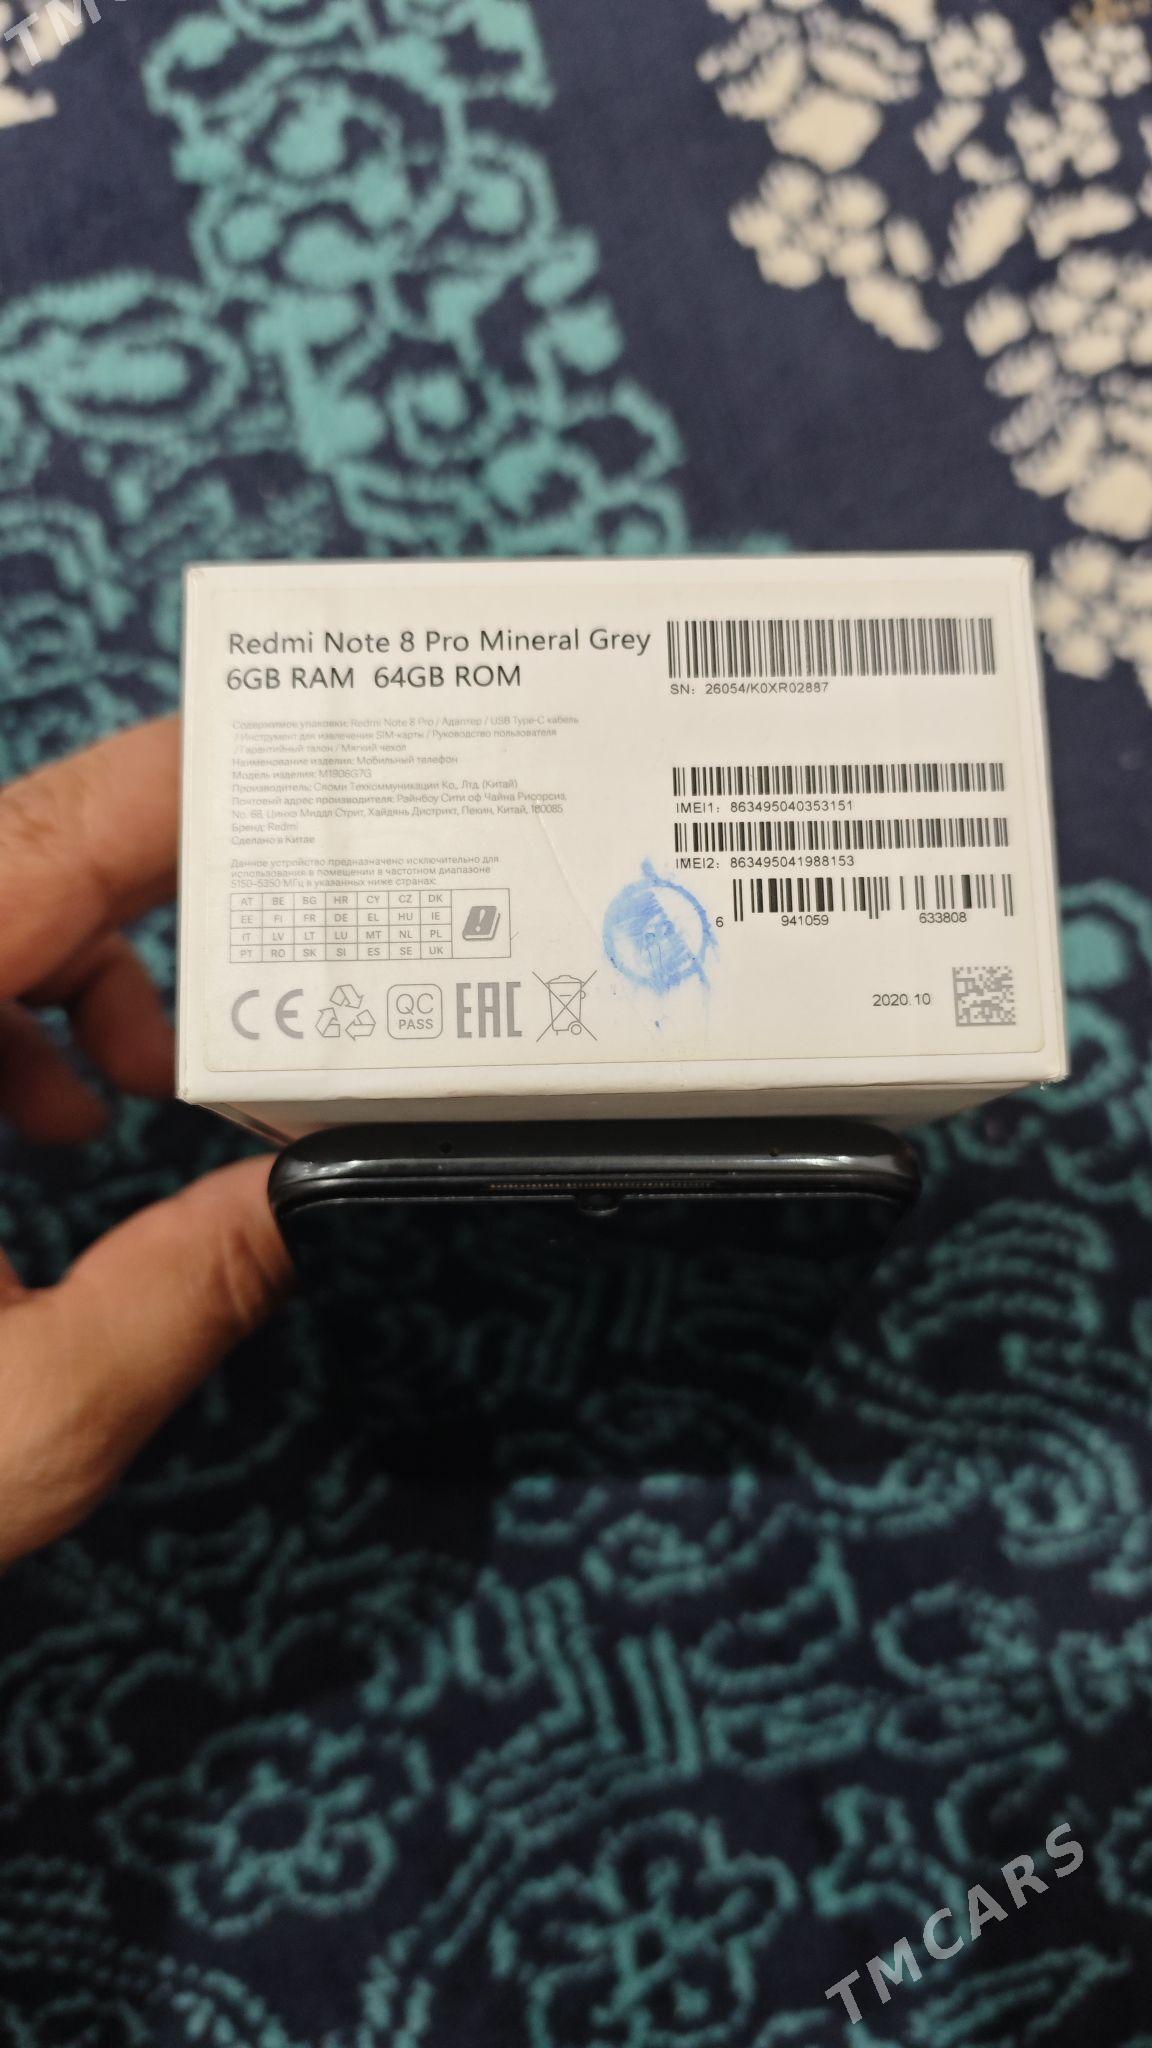 TMC
Redmi Note 8 Pro Mineral Grey
6GB RAM 64GB ROM
SN: 26054/K0XR02887
Содержимое упаковки: Redmi Note 8 Pro / Адаптер / USB Type-C кабель
/ Инструмент для извлечения SIM-карты / Руководство пользователя
/ Гарантийный талон / Мягкий чехол
Наименование изделия: Мобильный телефон
Модель изделия: M1906G7G
Производитель: Сяоми Техкоммуникации Ко., Лтд. (Китай)
Почтовый адрес производителя: Рэйнбоу Сити оф Чайна Рисорсиз,
No. 68, Цинхэ Миддл Стрит, Хайдянь Дистрикт, Пекин, Китай, 100085
Бренд: Redmi
Сделано в Китае
IMEI1: 863495040353151
IMEI2: 863495041988153
6 941059 633808
Данное устройство предназначено исключительно для
использования в помещении в частотном диапазоне
5150-5350 МГц в указанных ниже странах:
AT BE BG HR CY CZ DK
EE FI FR DE EL HU IE
IT LV LT LU MT NL PL
PT RO SK SI ES SE UK
CE
QC
PASS
EAC
2020.10
TMCARS